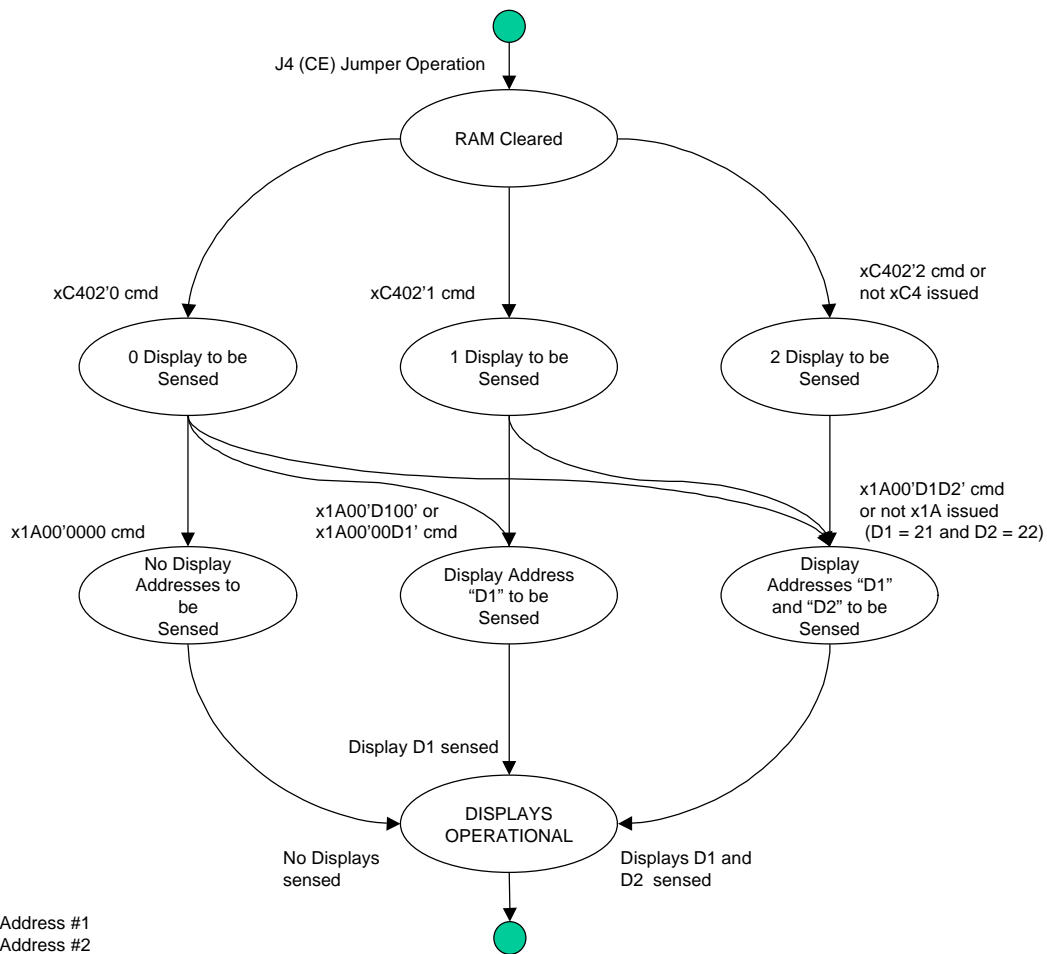 J4 (CE) Jumper Operation
RAM Cleared
xC402'0 cmd
xC402'1 cmd
xC402'2 cmd or
not xC4 issued
0 Display to be
Sensed
1 Display to be
Sensed
2 Display to be
Sensed
x1A00'0000 cmd
x1A00'D100' or
x1A00'00D1' cmd
x1A00'D1D2' cmd
or not x1A issued
(D1 = 21 and D2 = 22)
No Display
Addresses to
be
Sensed
Display Address
“D1” to be
Sensed
Display
Addresses “D1”
and “D2” to be
Sensed
Display D1 sensed
DISPLAYS
OPERATIONAL
No Displays
sensed
Displays D1 and
D2 sensed
Address #1
Address #2